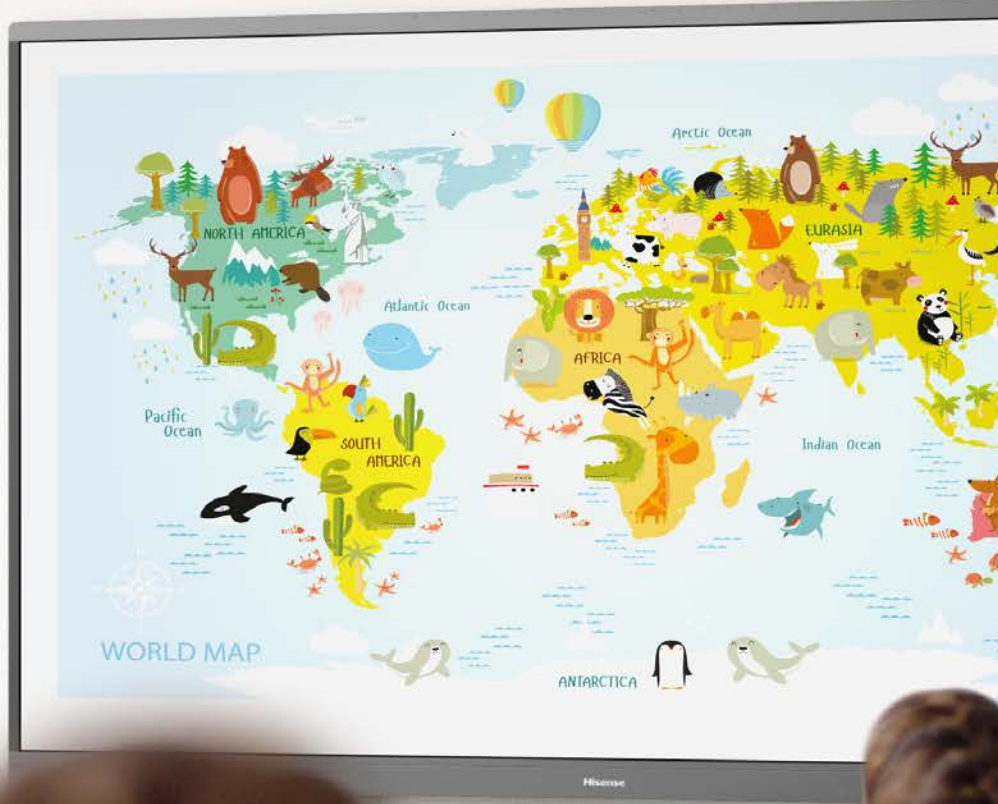 Arctic Ocean
NORTH AMERICA
EURASIA
Atlantic Ocean
AFRICA
Pacific
Ocean
SOUTH
AMERICA
Indian Ocean
WORLD MAP
ANTARCTICA
Hisense